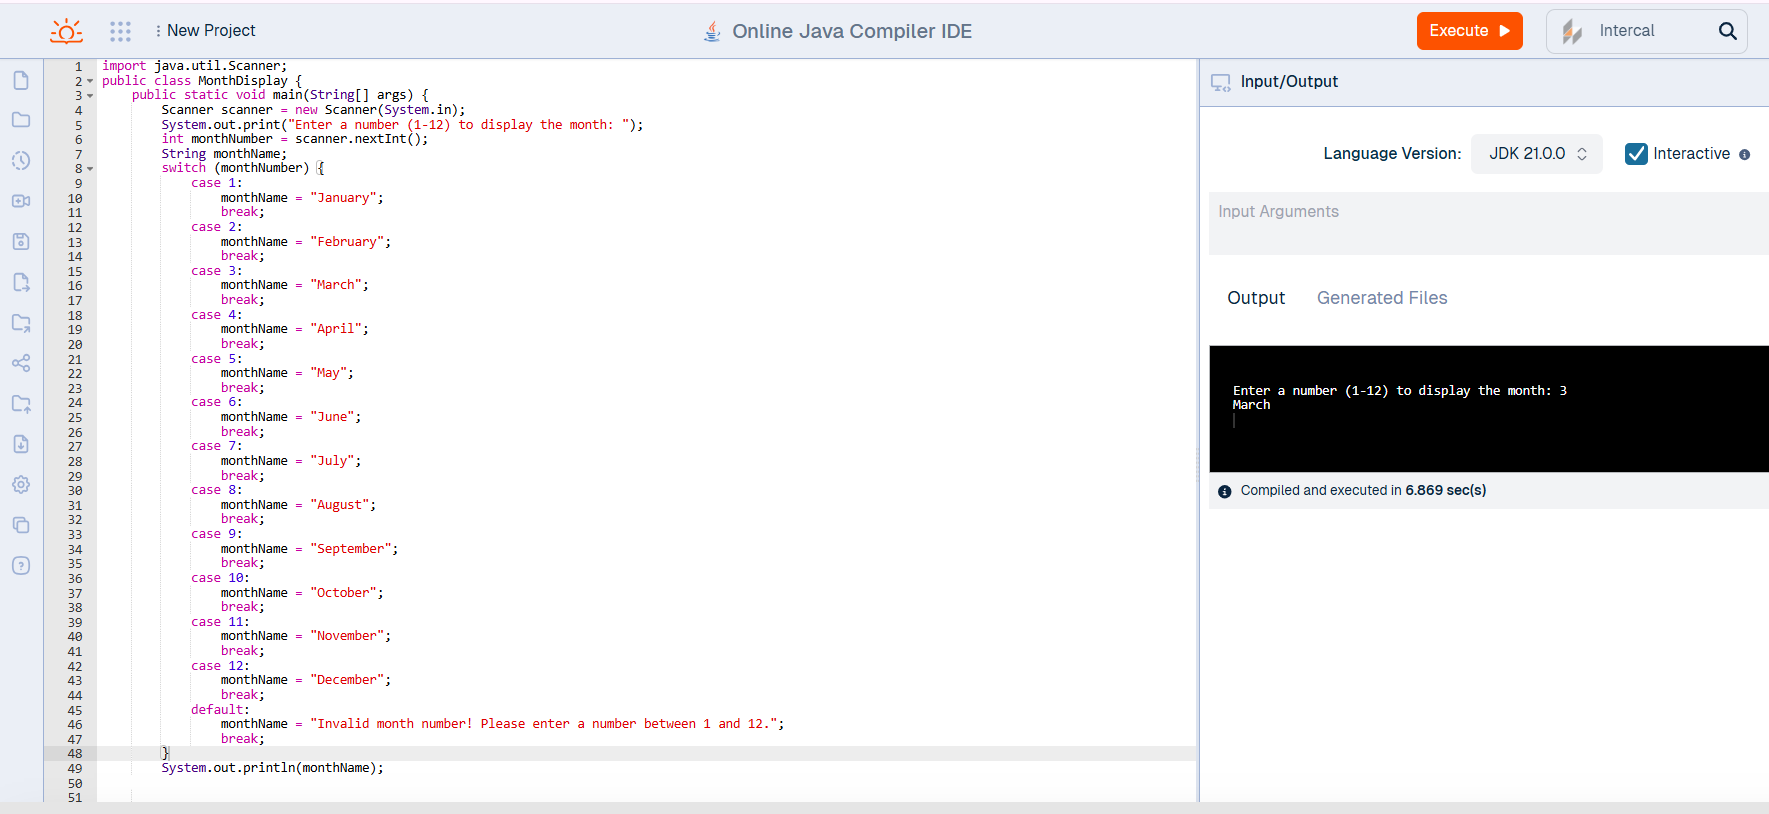 New Project
Online Java Compiler IDE
Execute
Intercal
1 import java.util.Scanner;
2 public class MonthDisplay {
3 public static void main(String[] args) {
4 Scanner scanner = new Scanner(System.in);
5 System.out.print("Enter a number (1-12) to display the month: ");
6 int monthNumber = scanner.nextInt();
7 String monthName;
8 switch (monthNumber) {
9 case 1:
10 monthName = "January";
11 break;
12 case 2:
13 monthName = "February";
14 break;
15 case 3:
16 monthName = "March";
17 break;
18 case 4:
19 monthName = "April";
20 break;
21 case 5:
22 monthName = "May";
23 break;
24 case 6:
25 monthName = "June";
26 break;
27 case 7:
28 monthName = "July";
29 break;
30 case 8:
31 monthName = "August";
32 break;
33 case 9:
34 monthName = "September";
35 break;
36 case 10:
37 monthName = "October";
38 break;
39 case 11:
40 monthName = "November";
41 break;
42 case 12:
43 monthName = "December";
44 break;
45 default:
46 monthName = "Invalid month number! Please enter a number between 1 and 12.";
47 break;
48 }
49 System.out.println(monthName);
50
51
Input/Output
Language Version: JDK 21.0.0 Interactive
Input Arguments
Output Generated Files
Enter a number (1-12) to display the month: 3
March
Compiled and executed in 6.869 sec(s)